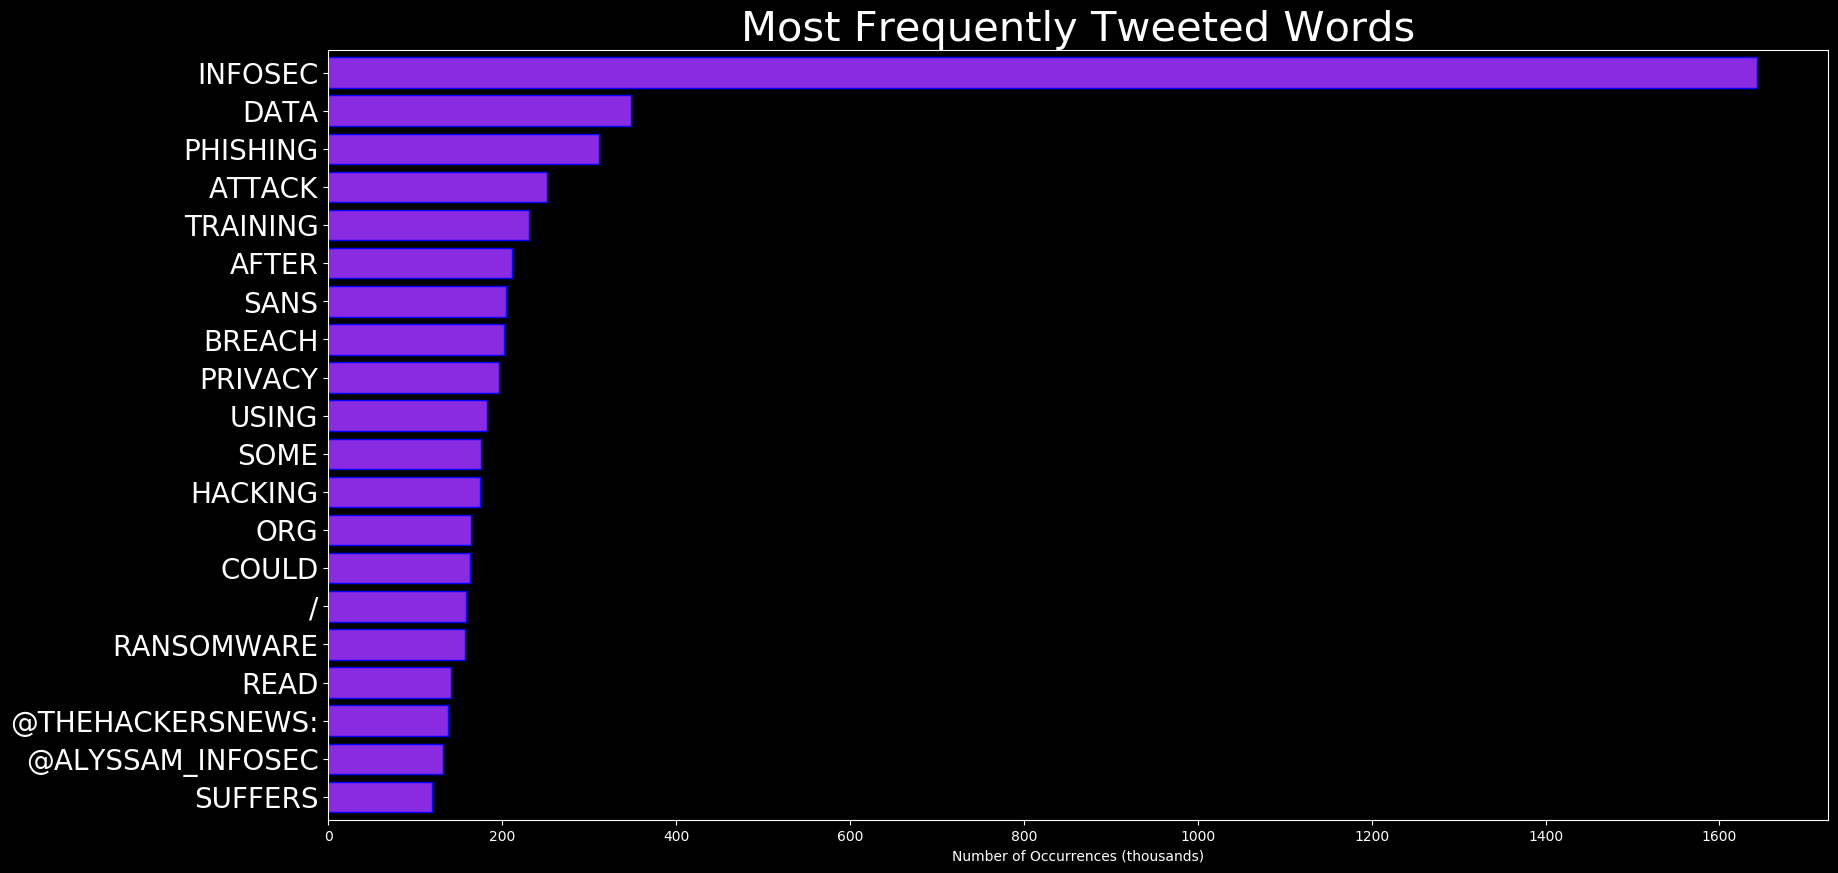 Most Frequently Tweeted Words
INFOSEC
DATA
PHISHING
ATTACK
TRAINING
AFTER
SANS
BREACH
PRIVACY
USING
SOME
HACKING
ORG
COULD
/
RANSOMWARE
READ
@THEHACKERSNEWS:
@ALYSSAM_INFOSEC
SUFFERS
0 200 400 600 800 1000 1200 1400 1600
Number of Occurrences (thousands)